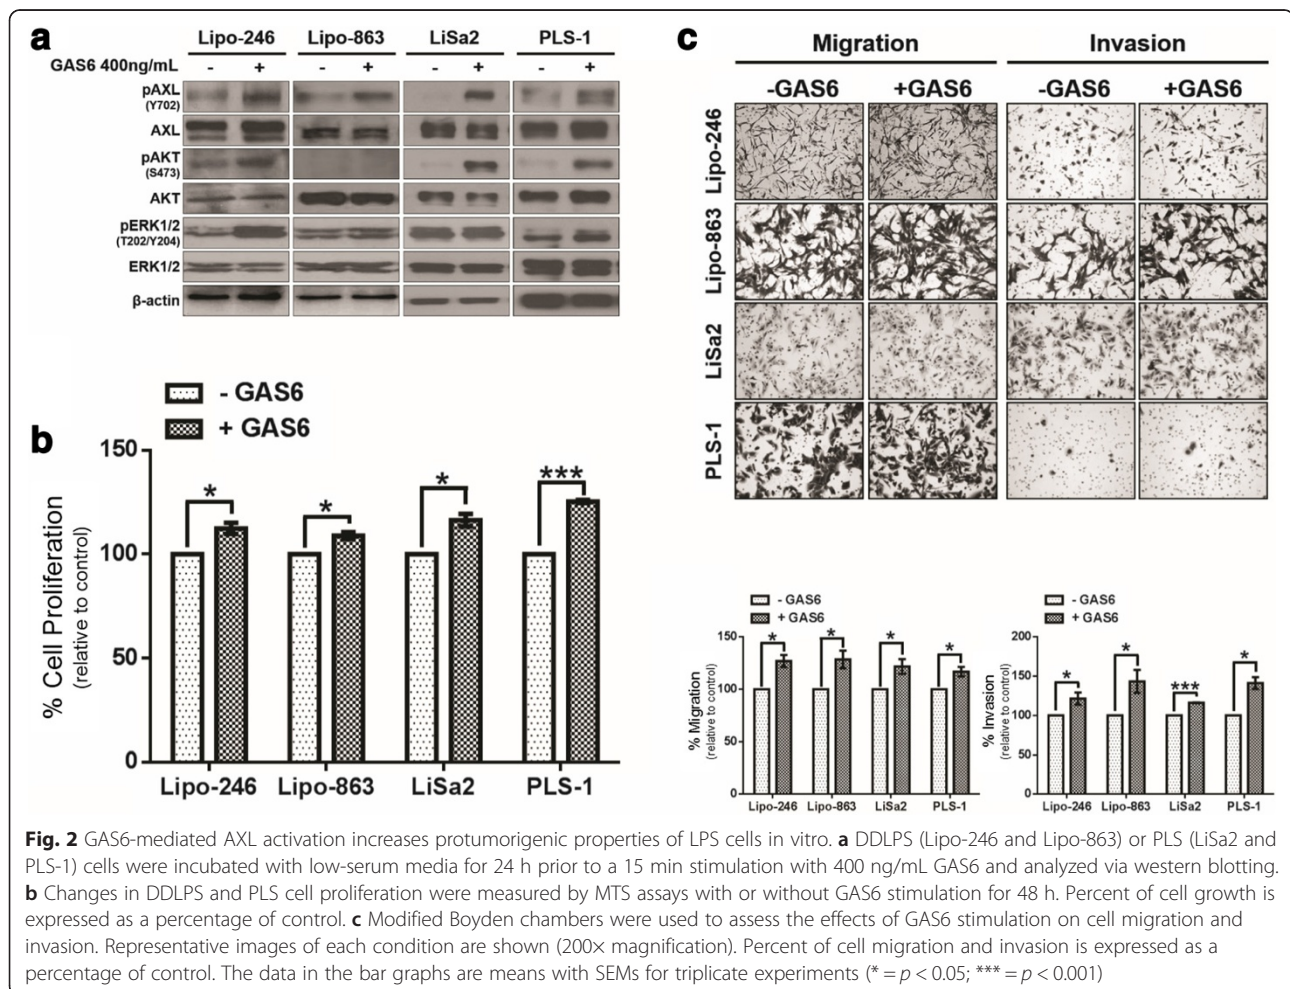 a
Lipo-246 Lipo-863 LiSa2 PLS-1
GAS6 400ng/mL - + - + - + - +
pAXL
(Y702)
AXL
pAKT
(S473)
AKT
pERK1/2
(T202/Y204)
ERK1/2
β-actin
b
- GAS6
+ GAS6
% Cell Proliferation
(relative to control)
150
100
50
0
* * * ***
Lipo-246 Lipo-863 LiSa2 PLS-1
c
Migration Invasion
-GAS6 +GAS6 -GAS6 +GAS6
Lipo-246
Lipo-863
LiSa2
PLS-1
- GAS6
+ GAS6
% Migration
(relative to control)
150
100
50
0
* * * *
Lipo-246 Lipo-863 LiSa2 PLS-1
- GAS6
+ GAS6
% Invasion
(relative to control)
200
150
100
50
0
* * *** *
Lipo-246 Lipo-863 LiSa2 PLS-1
Fig. 2 GAS6-mediated AXL activation increases protumorigenic properties of LPS cells in vitro. a DDLPS (Lipo-246 and Lipo-863) or PLS (LiSa2 and
PLS-1) cells were incubated with low-serum media for 24 h prior to a 15 min stimulation with 400 ng/mL GAS6 and analyzed via western blotting.
b Changes in DDLPS and PLS cell proliferation were measured by MTS assays with or without GAS6 stimulation for 48 h. Percent of cell growth is
expressed as a percentage of control. c Modified Boyden chambers were used to assess the effects of GAS6 stimulation on cell migration and
invasion. Representative images of each condition are shown (200× magnification). Percent of cell migration and invasion is expressed as a
percentage of control. The data in the bar graphs are means with SEMs for triplicate experiments (* = p < 0.05; *** = p < 0.001)